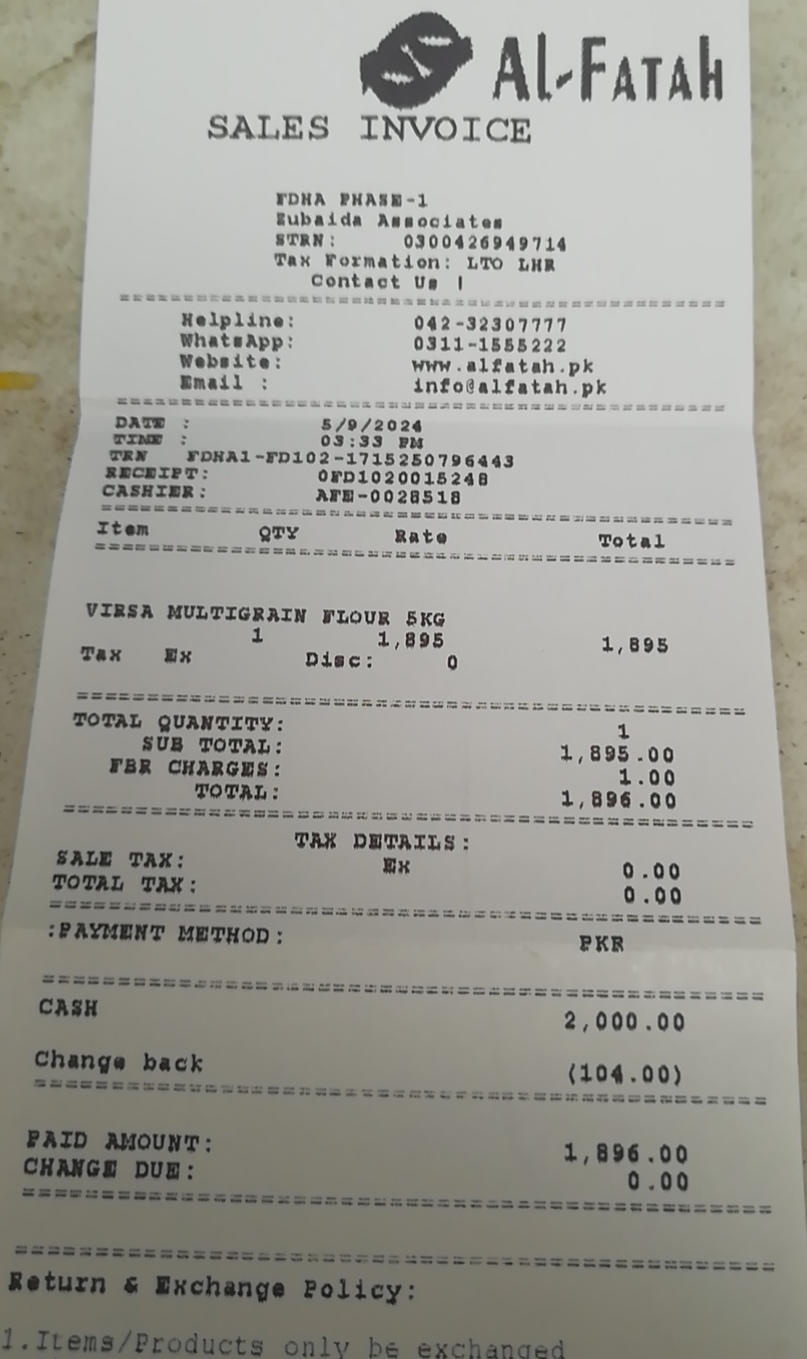 Al-Fatah
SALES INVOICE
FDHA PHASE-1
Zubaida Associates
STRN: 0300426949714
Tax Formation: LTO LHR
Contact Us |
Helpline: 042-32307777
WhatsApp: 0311-1555222
Website: www.alfatah.pk
Email : info@alfatah.pk
DATE : 5/9/2024
TIME : 03:33 PM
TRN FDHA1-FD102-1715250796443
RECEIPT: 0FD1020015248
CASHIER: AFE-0028518
Item QTY Rate Total
VIRSA MULTIGRAIN FLOUR 5KG
1 1,895 1,895
Tax Ex Disc: 0
TOTAL QUANTITY: 1
SUB TOTAL: 1,895.00
FBR CHARGES: 1.00
TOTAL: 1,896.00
TAX DETAILS:
SALE TAX: Ex 0.00
TOTAL TAX: 0.00
:PAYMENT METHOD: PKR
CASH 2,000.00
Change back (104.00)
PAID AMOUNT: 1,896.00
CHANGE DUE: 0.00
Return & Exchange Policy:
1.Items/Products only be exchanged